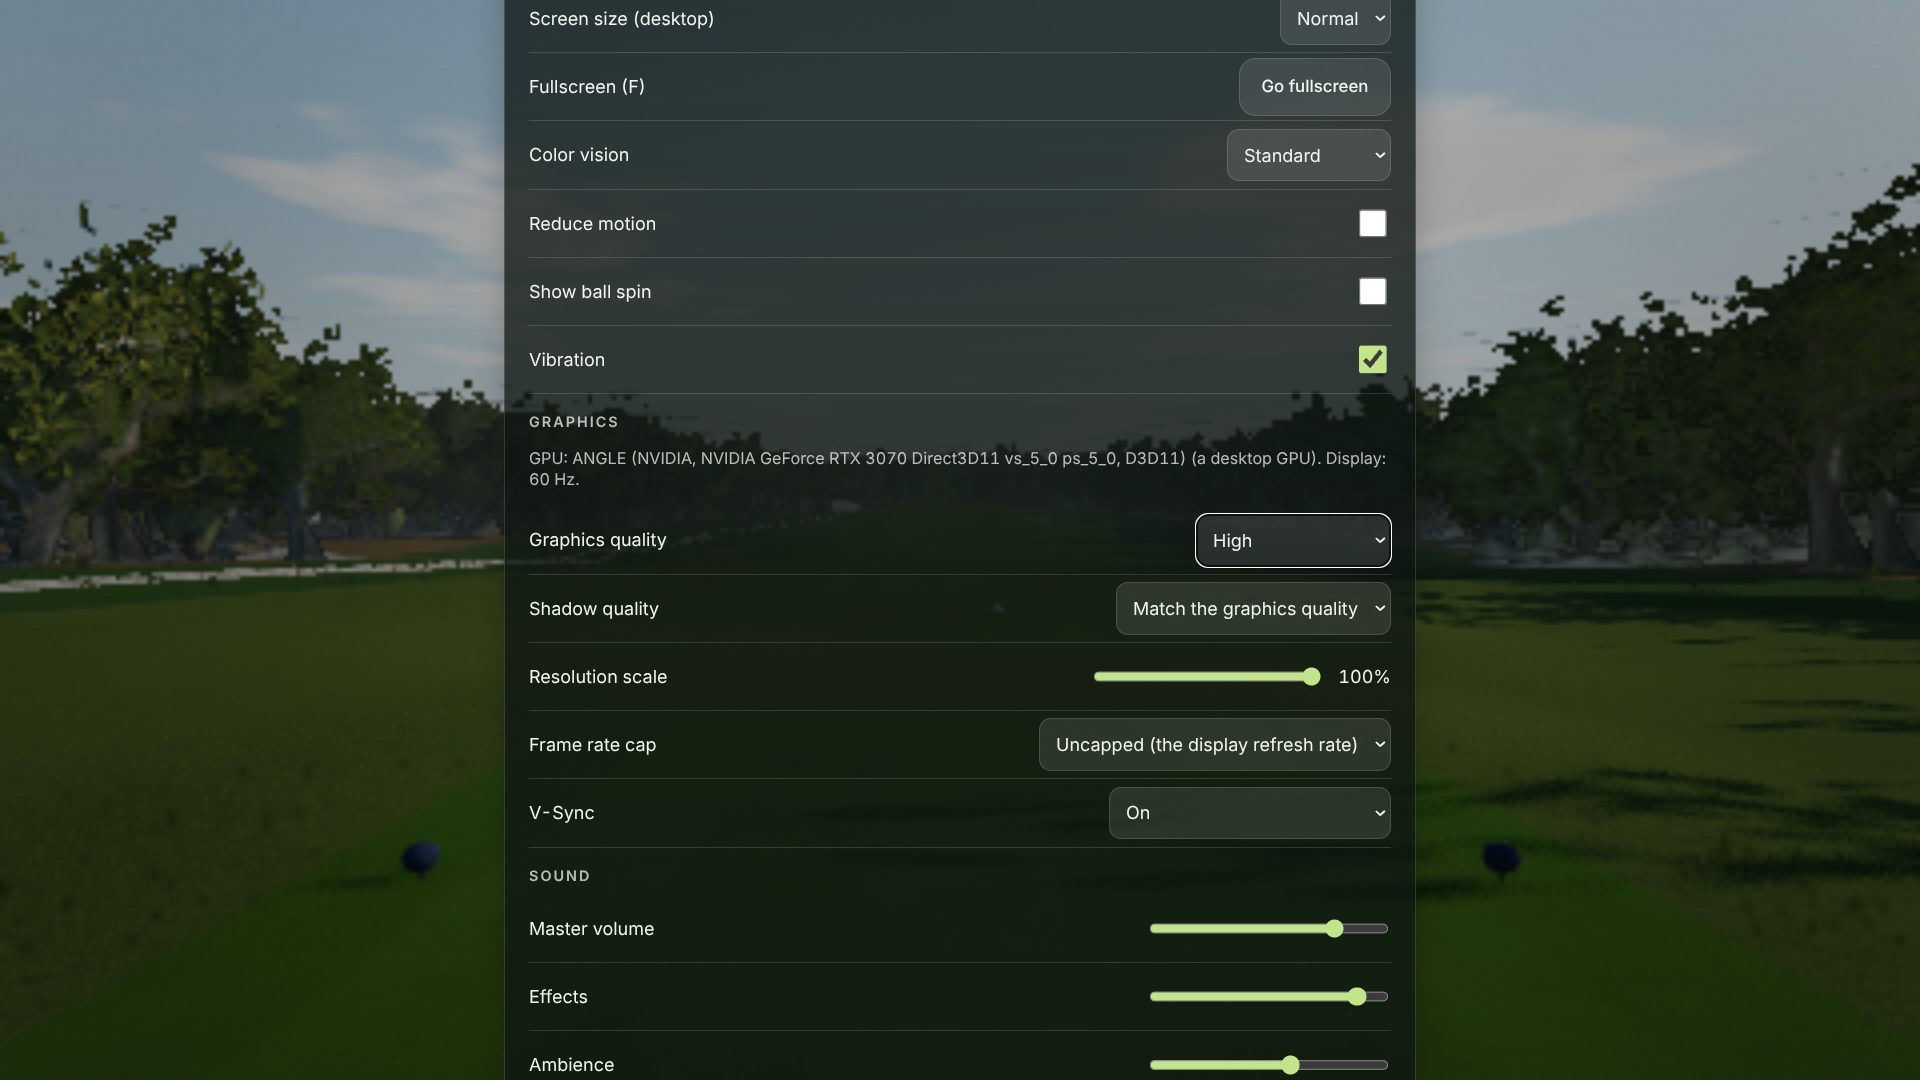 Screen size (desktop)
Normal
Fullscreen (F)
Go fullscreen
Color vision
Standard
Reduce motion
Show ball spin
Vibration
GRAPHICS
GPU: ANGLE (NVIDIA, NVIDIA GeForce RTX 3070 Direct3D11 vs_5_0 ps_5_0, D3D11) (a desktop GPU). Display:
60 Hz.
Graphics quality
High
Shadow quality
Match the graphics quality
Resolution scale
100%
Frame rate cap
Uncapped (the display refresh rate)
V-Sync
On
SOUND
Master volume
Effects
Ambience